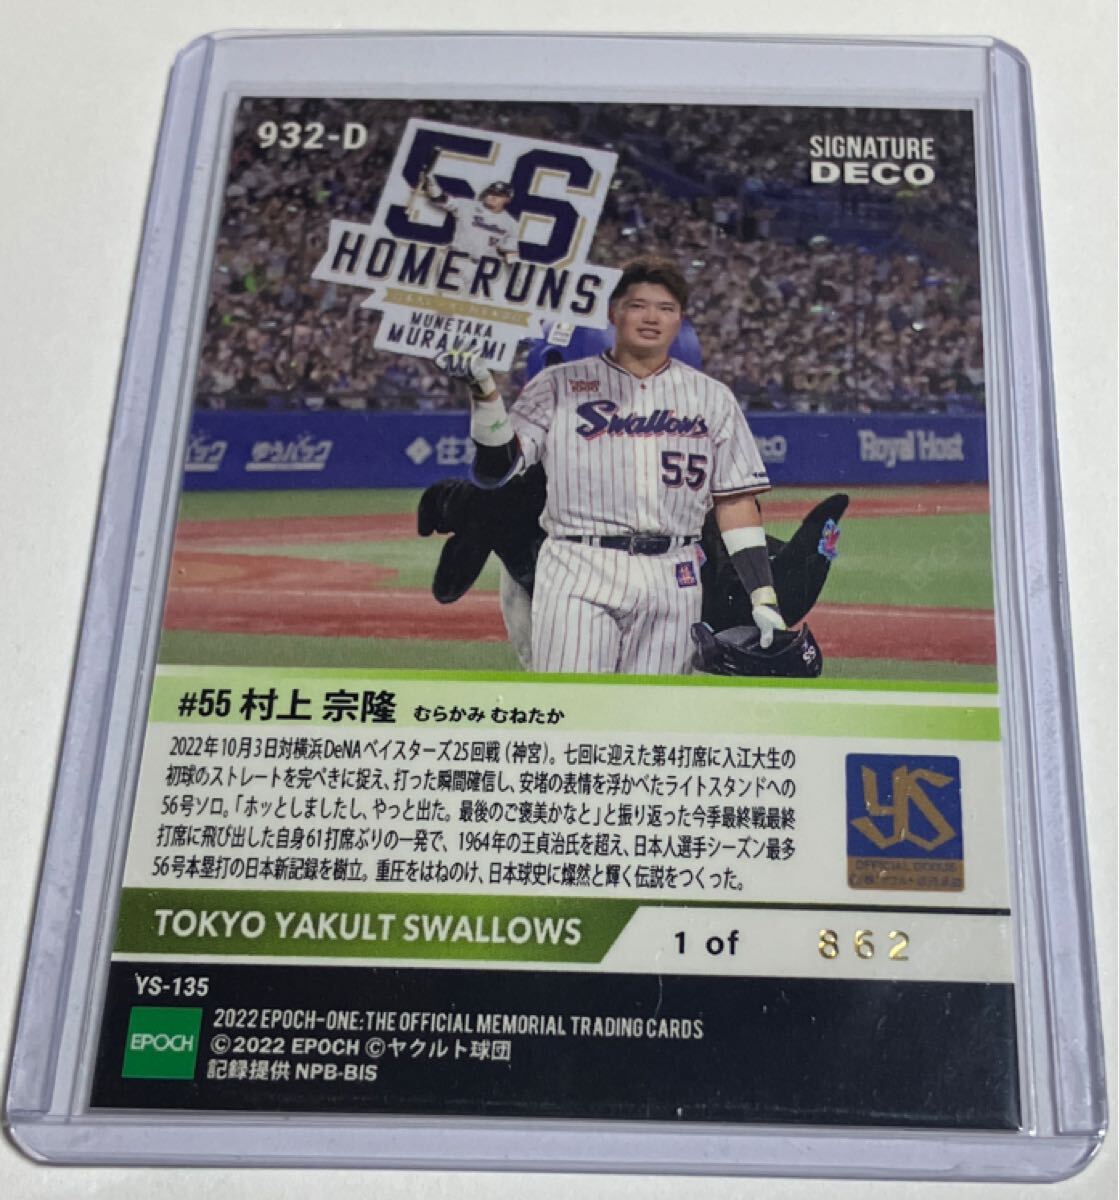 932-D
SIGNATURE
DECO
56
HOMERUNS
MUNETAKA
MURAKAMI
Swallows
55
ゆうパック
住友
Royal Host
#55 村上 宗隆 むらかみ むねたか
2022年10月3日対横浜DeNAベイスターズ25回戦(神宮)。七回に迎えた第4打席に入江大生の
初球のストレートを完ぺきに捉え、打った瞬間確信し、安堵の表情を浮かべたライトスタンドへの
56号ソロ。「ホッとしましたし、やっと出た。最後のご褒美かなと」と振り返った今季最終戦最終
打席に飛び出した自身61打席ぶりの一発で、1964年の王貞治氏を超え、日本人選手シーズン最多
56号本塁打の日本新記録を樹立。重圧をはねのけ、日本球史に燦然と輝く伝説をつくった。
YS
OFFICIAL GOODS
TOKYO YAKULT SWALLOWS
1 of 862
YS-135
EPOCH
2022 EPOCH-ONE:THE OFFICIAL MEMORIAL TRADING CARDS
©2022 EPOCH ©ヤクルト球団
記録提供 NPB-BIS